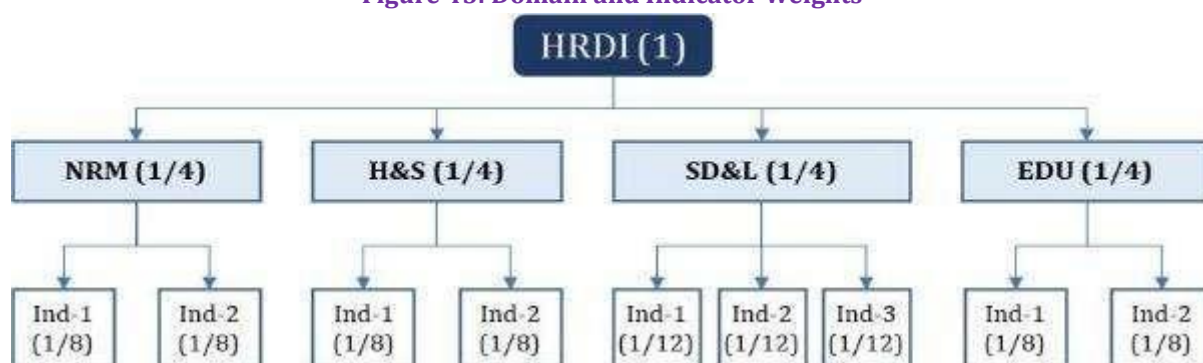 Figure 13: Domain and Indicator Weights
HRDI (1)
NRM (1/4) H&S (1/4) SD&L (1/4) EDU (1/4)
Ind-1 Ind-2 Ind-1 Ind-2 Ind-1 Ind-2 Ind-3 Ind-1 Ind-2
(1/8) (1/8) (1/8) (1/8) (1/12) (1/12) (1/12) (1/8) (1/8)